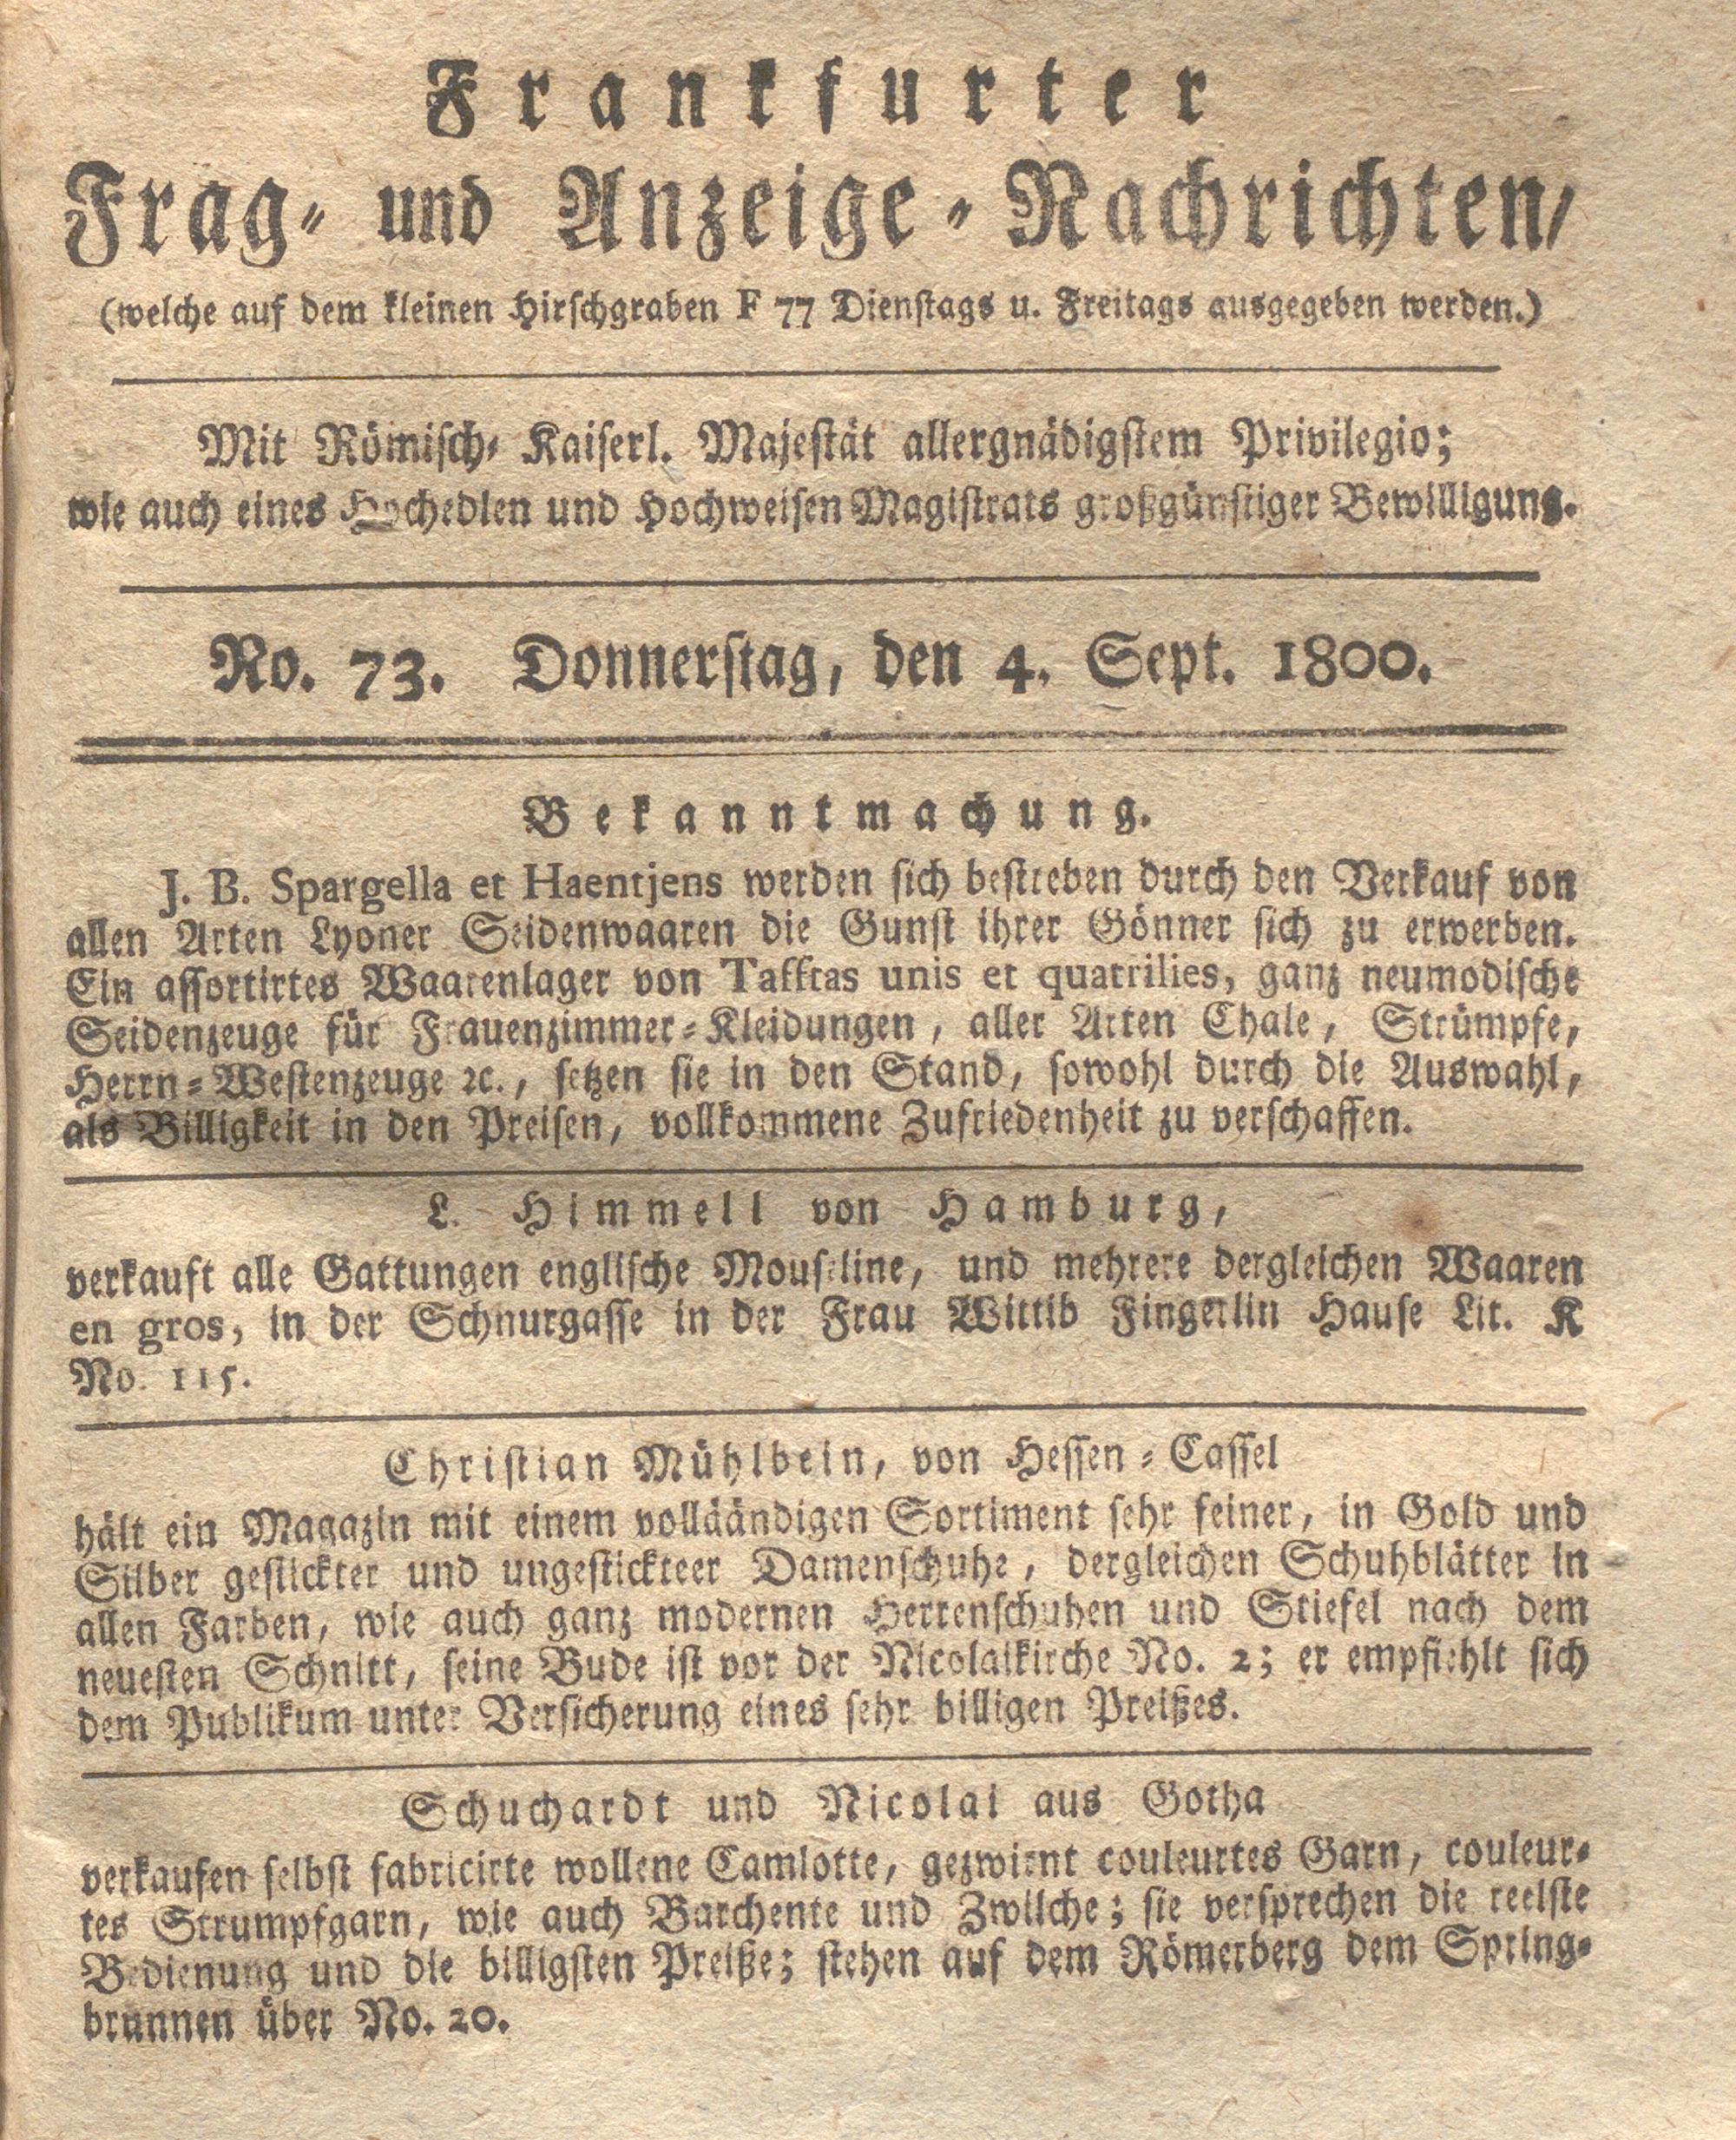 Frankfurter
Frag- und Anzeige-Nachrichten/
(welche auf dem kleinen Hirschgraben F 77 Dienstags u. Freitags ausgegeben werden.)
Mit Römisch- Kaiserl. Majestät allergnädigstem Privilegio;
wie auch eines Hochedlen und Hochweisen Magistrats großgünstiger Bewilligung.
No. 73. Donnerstag, den 4. Sept. 1800.
Bekanntmachung.
J. B. Spargella et Haentjens werden sich bestreben durch den Verkauf von
allen Arten Lyoner Seidenwaaren die Gunst ihrer Gönner sich zu erwerben.
Ein assortirtes Waarenlager von Tafftas unis et quatrilies, ganz neumodische
Seidenzeuge für Frauenzimmer-Kleidungen, aller Arten Chale, Strümpfe,
Herrn-Westenzeuge ꝛc., setzen sie in den Stand, sowohl durch die Auswahl,
als Billigkeit in den Preisen, vollkommene Zufriedenheit zu verschaffen.
L. Himmell von Hamburg,
verkauft alle Gattungen englische Mouseline, und mehrere dergleichen Waaren
en gros, in der Schnurgasse in der Frau Wittib Fingerlin Hause Lit. K
No. 115.
Christian Mühlbein, von Hessen-Cassel
hält ein Magazin mit einem vollääндigen Sortiment sehr feiner, in Gold und
Silber gestickter und ungestickteer Damenschuhe, dergleichen Schuhblätter in
allen Farben, wie auch ganz modernen Herrenschuhen und Stiefel nach dem
neuesten Schnitt, seine Bude ist vor der Nicolaikirche No. 2; er empfiehlt sich
dem Publikum unter Versicherung eines sehr billigen Preißes.
Schuchardt und Nicolai aus Gotha
verkaufen selbst fabricirte wollene Camlotte, gezwirnt couleurtes Garn, couleur-
tes Strumpfgarn, wie auch Barchente und Zwilche; sie versprechen die reelste
Bedienung und die billigsten Preiße; stehen auf dem Römerberg dem Spring-
brunnen über No. 20.